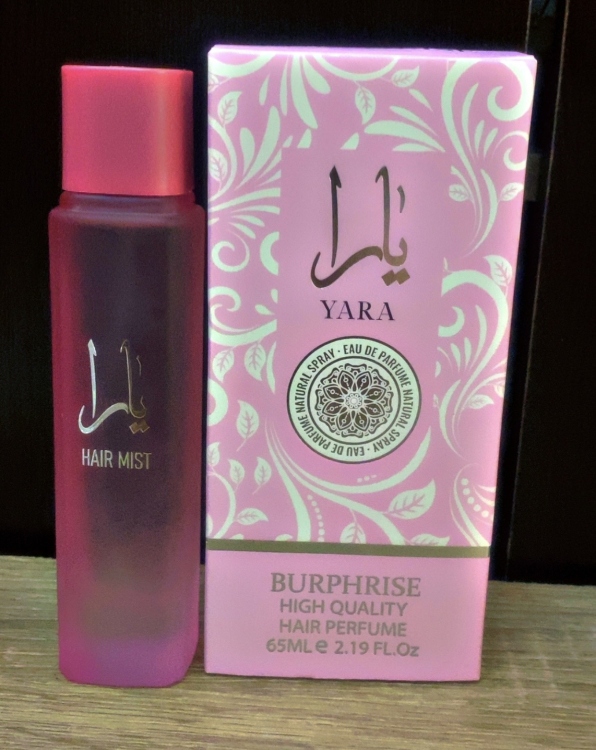 يارا
HAIR MIST
يارا
YARA
EAU DE PARFUME NATURAL SPRAY · EAU DE PARFUME NATURAL SPRAY ·
BURPHRISE
HIGH QUALITY
HAIR PERFUME
65ML e 2.19 FL.Oz